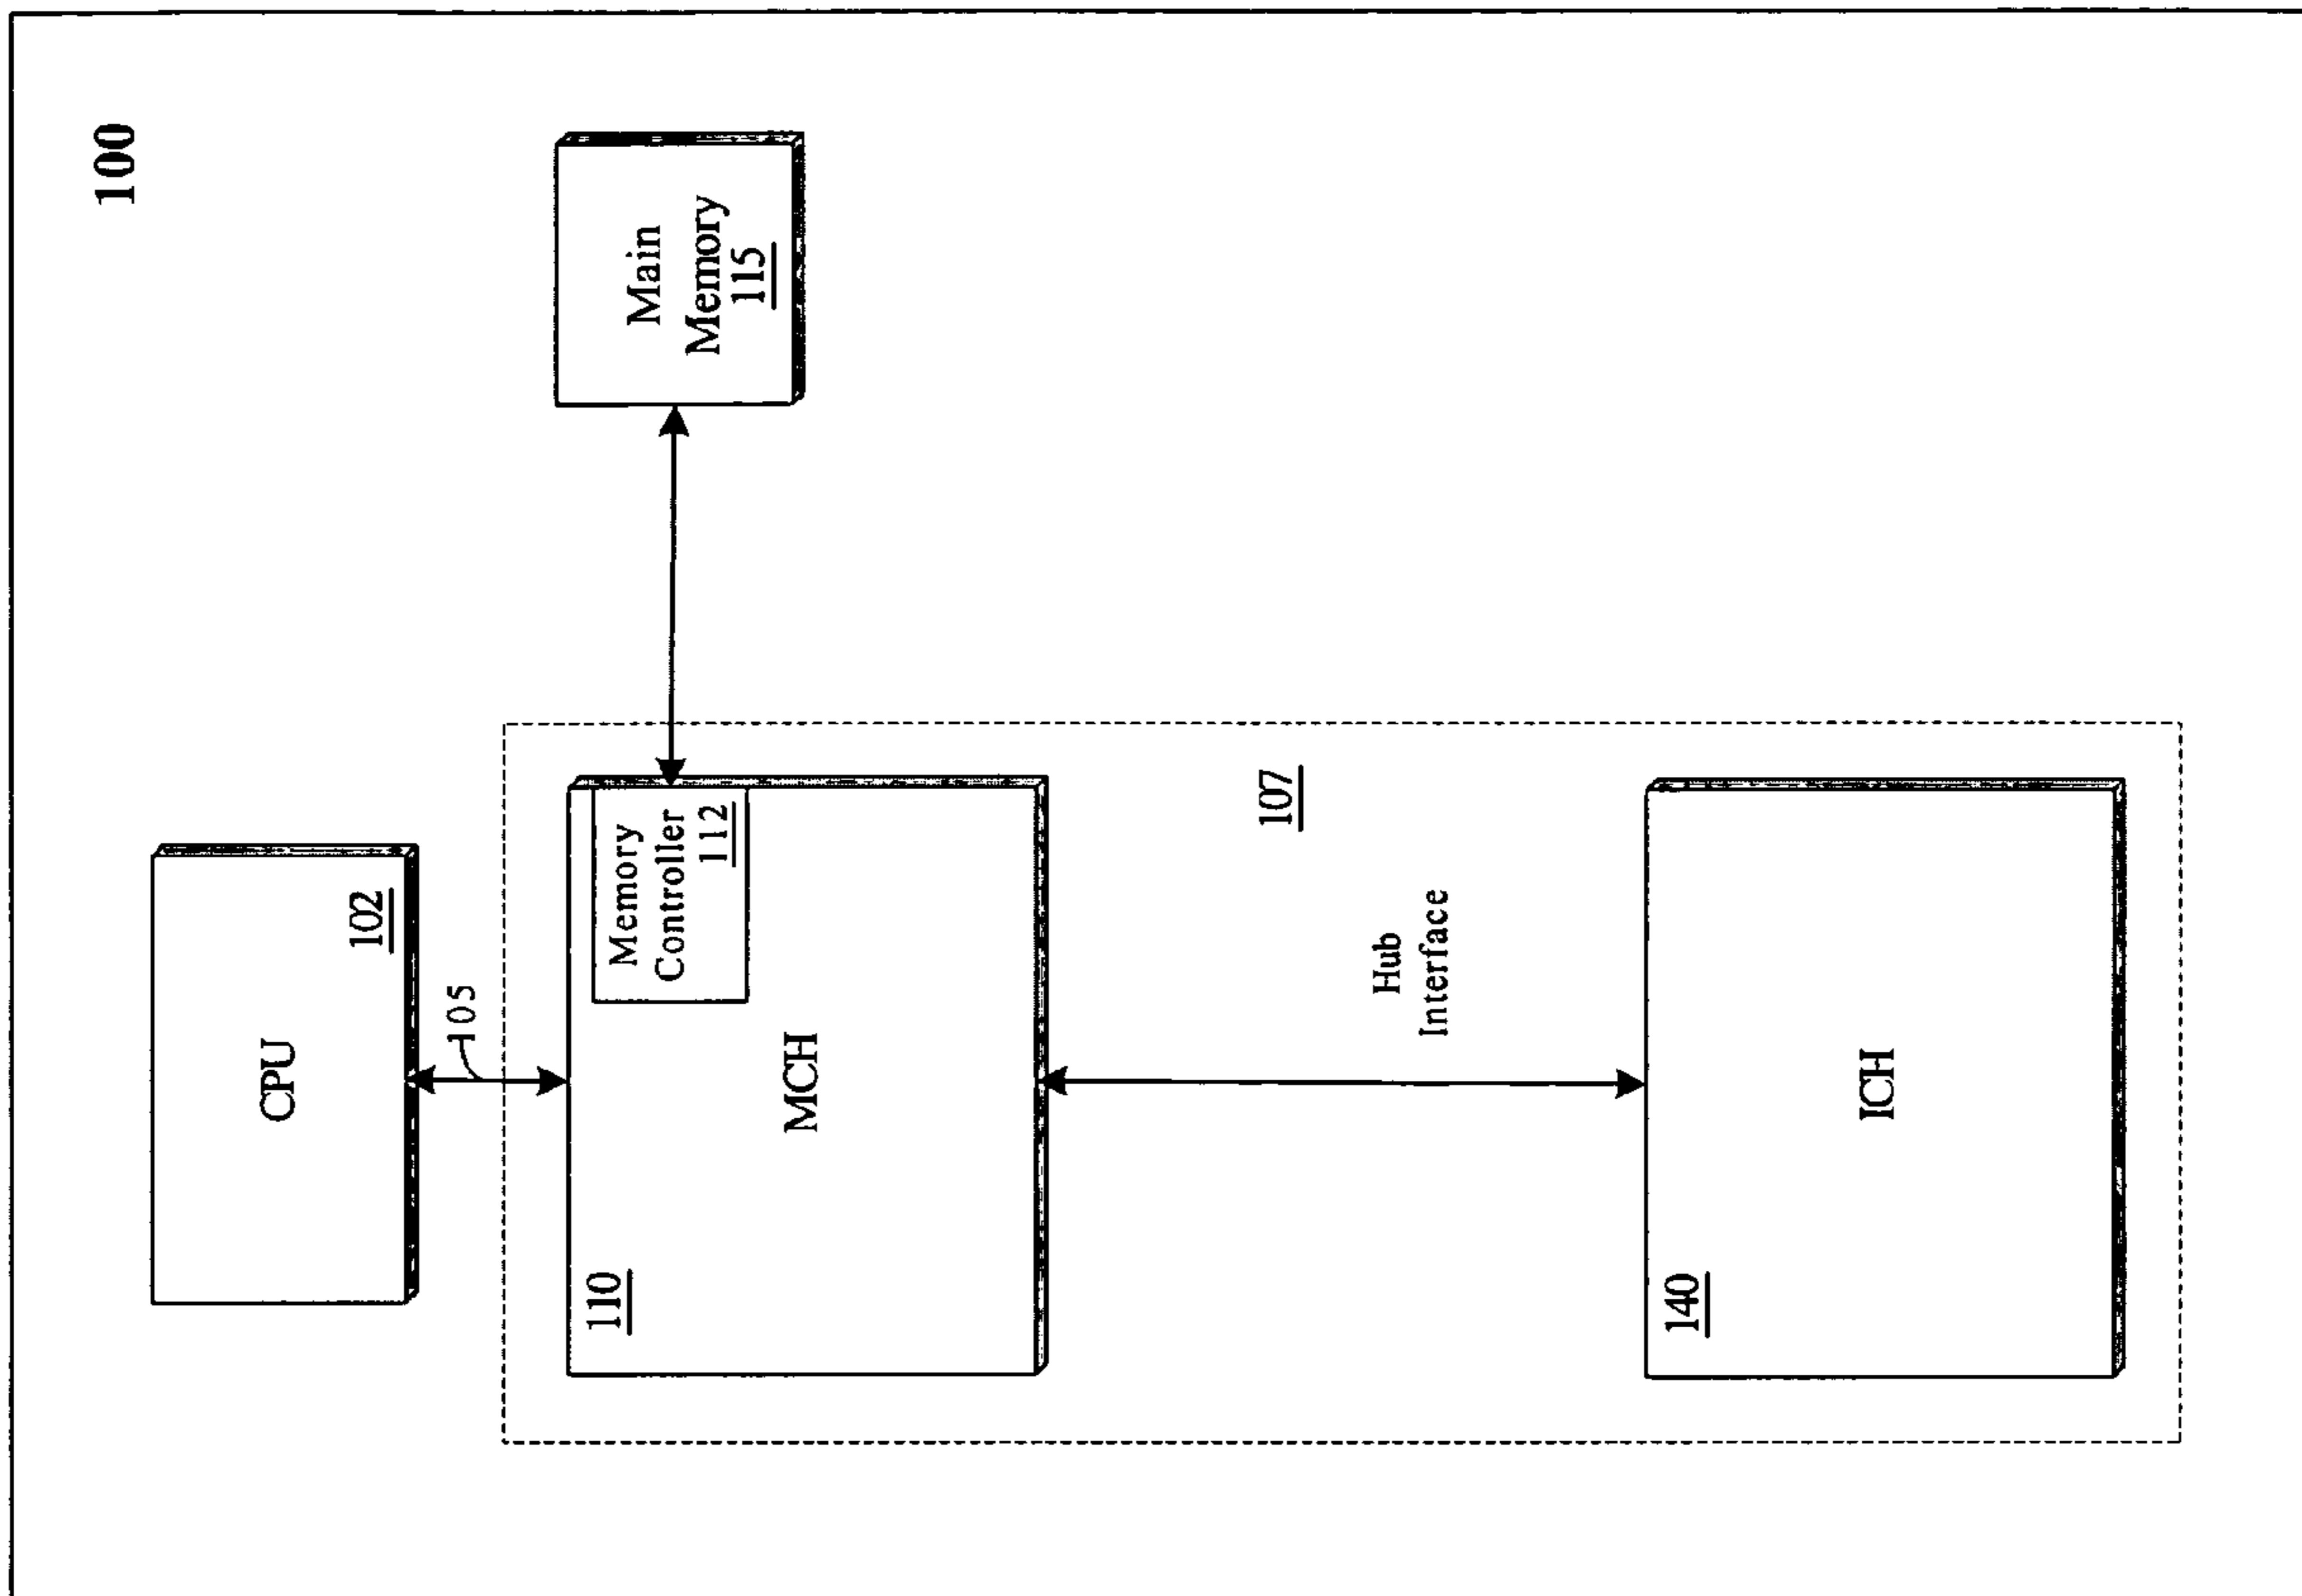 100
CPU
102
105
Main
Memory
115
Memory
Controller
112
MCH
110
107
Hub
Interface
ICH
140